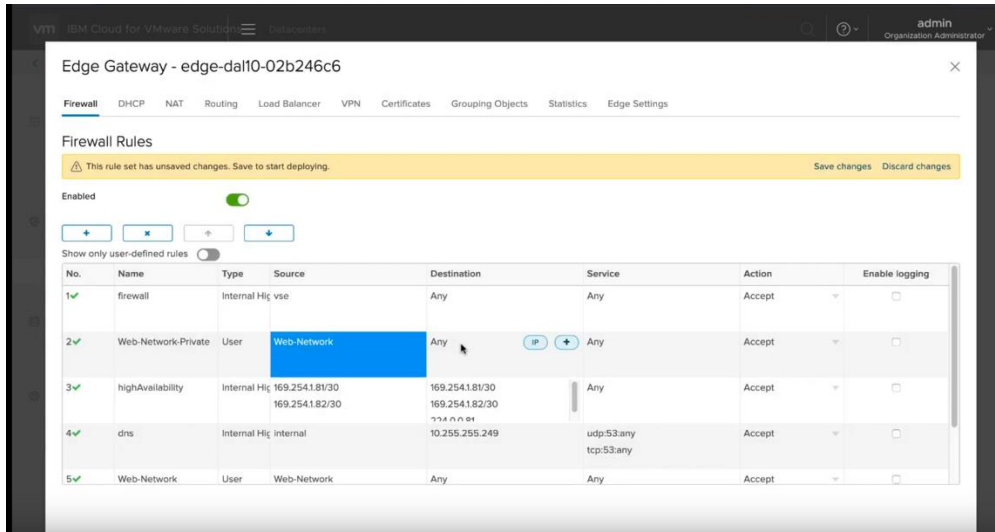 vm IBM Cloud for VMware Solutions Datacenters admin
Organization Administrator
Edge Gateway - edge-dal10-02b246c6
Firewall DHCP NAT Routing Load Balancer VPN Certificates Grouping Objects Statistics Edge Settings
Firewall Rules
This rule set has unsaved changes. Save to start deploying. Save changes Discard changes
Enabled
Show only user-defined rules
No. Name Type Source Destination Service Action Enable logging
1 firewall Internal Hig vse Any Any Accept
2 Web-Network-Private User Web-Network Any IP + Any Accept
3 highAvailability Internal Hig 169.254.1.81/30 169.254.1.81/30 Any Accept
169.254.1.82/30 169.254.1.82/30
224.0.0.81
4 dns Internal Hig internal 10.255.255.249 udp:53:any Accept
tcp:53:any
5 Web-Network User Web-Network Any Any Accept